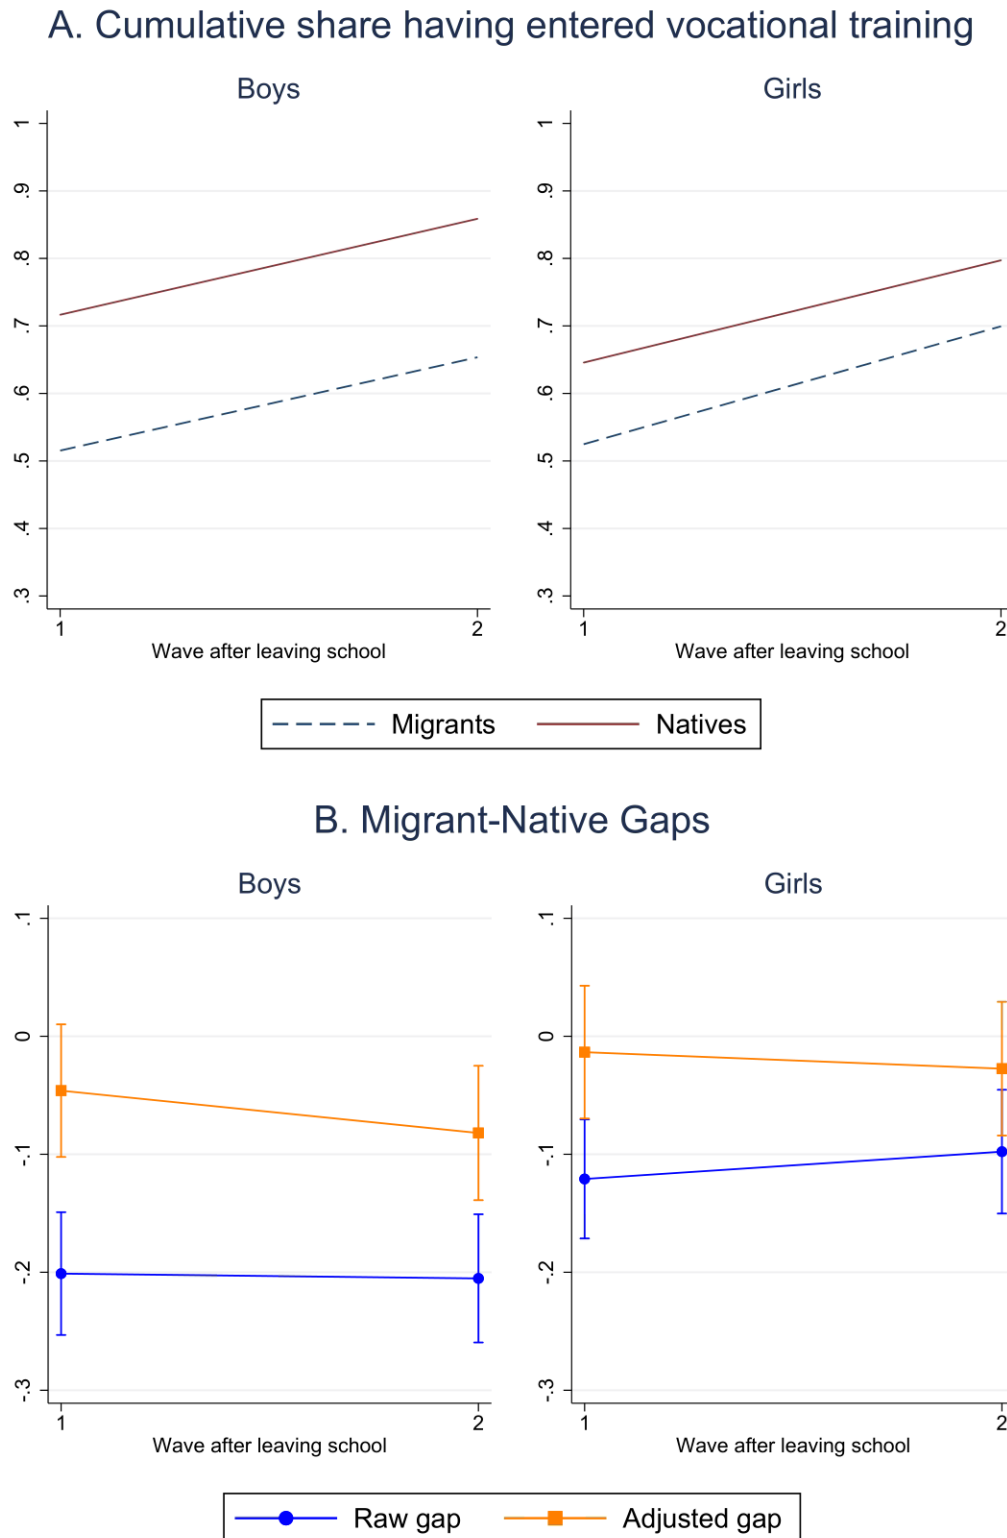 A. Cumulative share having entered vocational training
Boys
Girls
1
.9
.8
.7
.6
.5
.4
.3
1
2
Wave after leaving school
1
.9
.8
.7
.6
.5
.4
.3
1
2
Wave after leaving school
Migrants
Natives
B. Migrant-Native Gaps
Boys
Girls
.1
0
-.1
-.2
-.3
1
2
Wave after leaving school
.1
0
-.1
-.2
-.3
1
2
Wave after leaving school
Raw gap
Adjusted gap